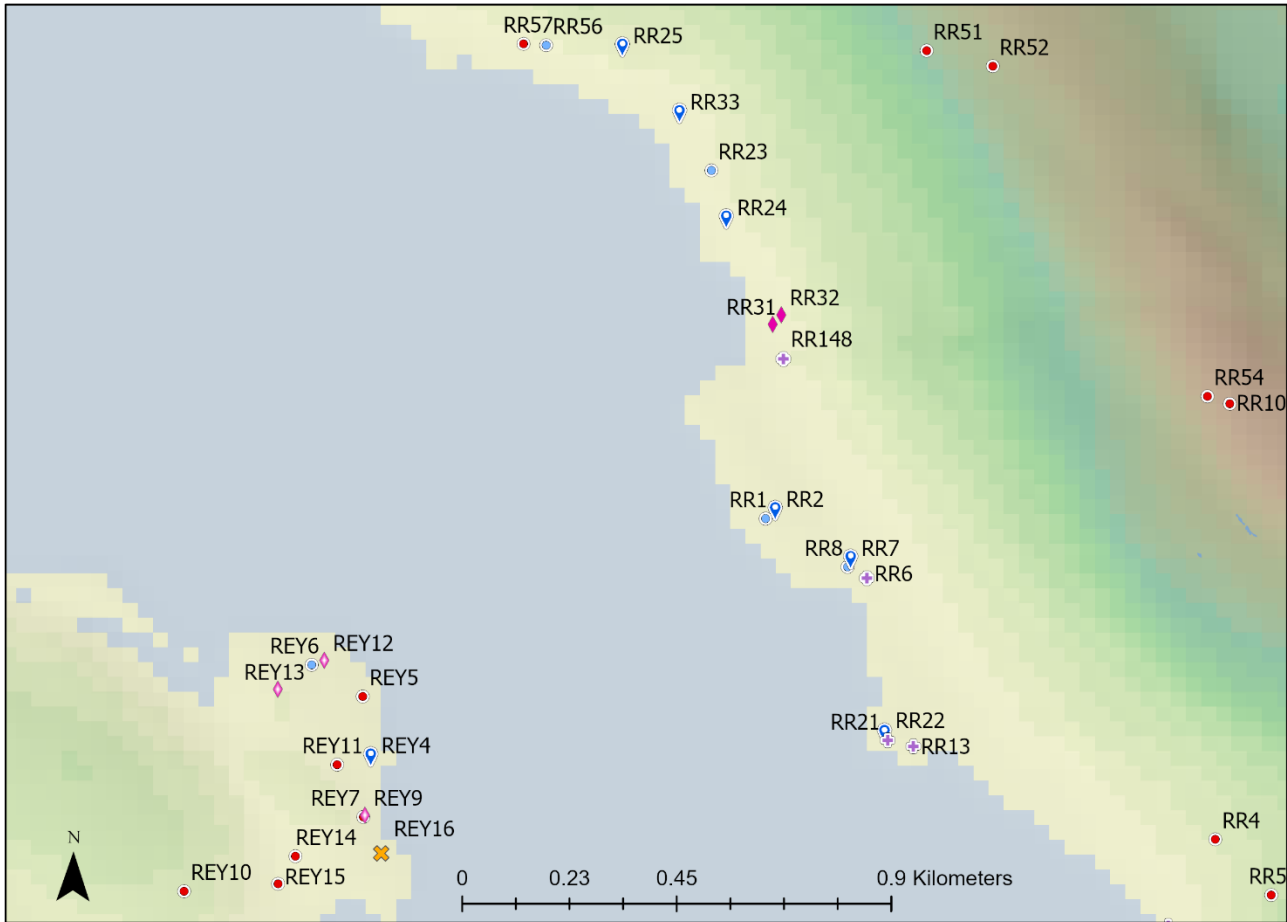 RR57 RR56
RR25
RR51
RR52
RR33
RR23
RR24
RR32
RR31
RR148
RR54
RR10
RR1 RR2
RR8 RR7
RR6
REY6 REY12
REY13
REY5
RR21 RR22
RR13
REY11 REY4
REY7 REY9
REY16
REY14
REY15
REY10
RR4
RR5
N
0 0.23 0.45 0.9 Kilometers